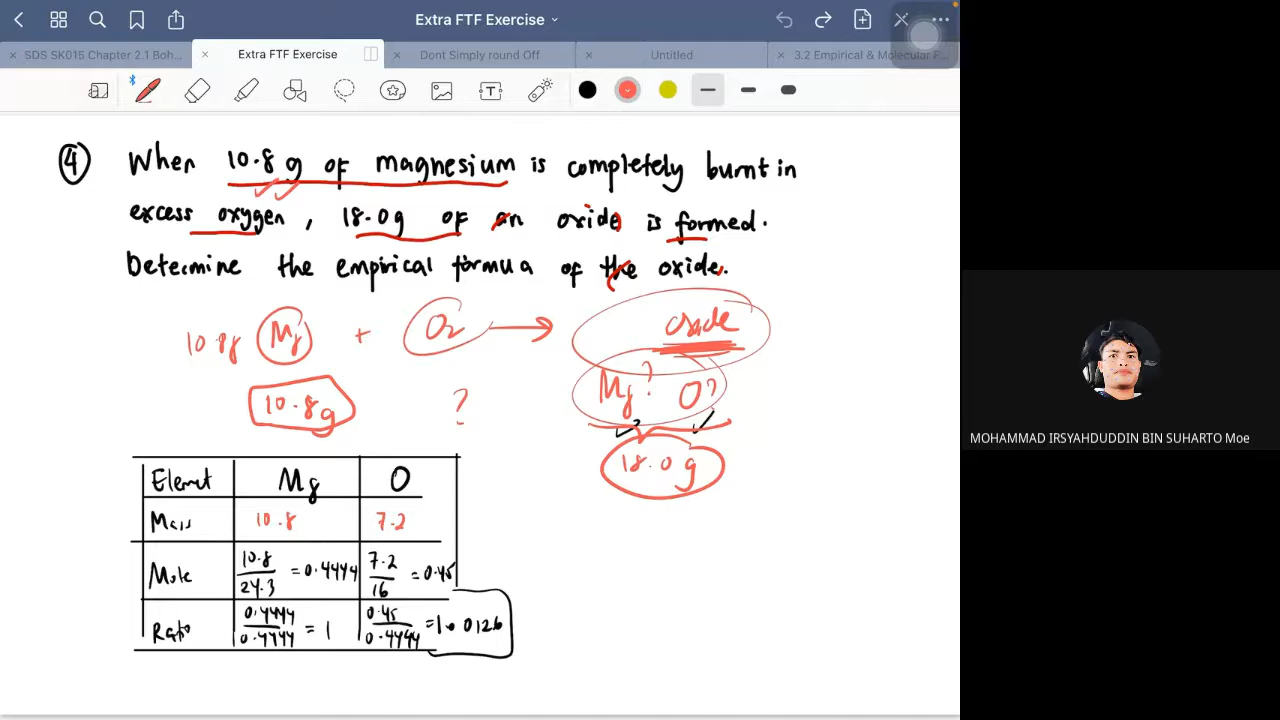 Extra FTF Exercise
SDS SK015 Chapter 2.1 Boh...
Extra FTF Exercise
Dont Simply round Off
Untitled
3.2 Empirical & Molecular F...
④ When 10.8 g of magnesium is completely burnt in
excess oxygen, 18.0g of an oxide is formed.
Determine the empirical formua of the oxide.
10.8g Mg + O2 → oxide
10.8g ? Mg? O?
18.0 g
Element Mg O
Mass 10.8 7.2
Mole 10.8/24.3 = 0.4444 7.2/16 = 0.45
Ratio 0.4444/0.4444 = 1 0.45/0.4444 = 1.0126
MOHAMMAD IRSYAHDUDDIN BIN SUHARTO Moe